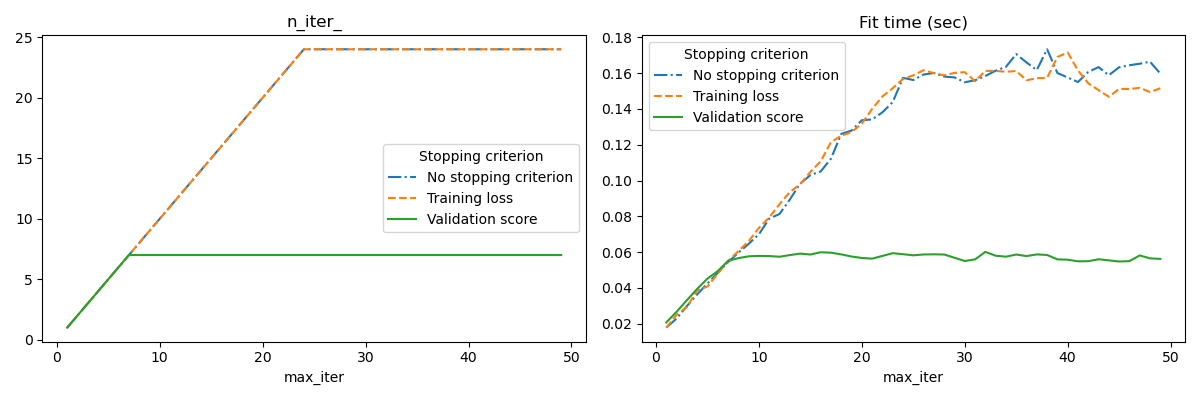 n_iter_
25
20
15
10
5
0
Stopping criterion
No stopping criterion
Training loss
Validation score
0 10 20 30 40 50
max_iter
Fit time (sec)
0.18
0.16
0.14
0.12
0.10
0.08
0.06
0.04
0.02
Stopping criterion
No stopping criterion
Training loss
Validation score
0 10 20 30 40 50
max_iter